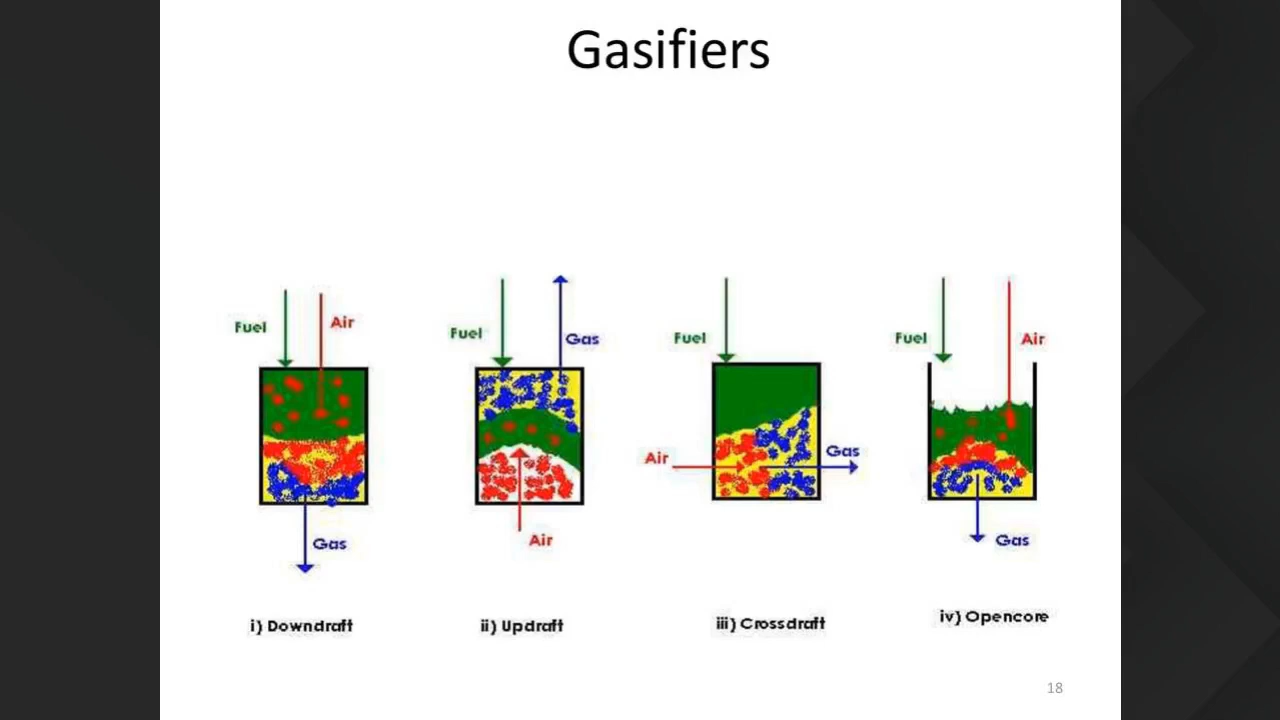 Gasifiers
Fuel
Air
Gas
i) Downdraft
Fuel
Gas
Air
ii) Updraft
Fuel
Air
Gas
iii) Crossdraft
Fuel
Air
Gas
iv) Opencore
18